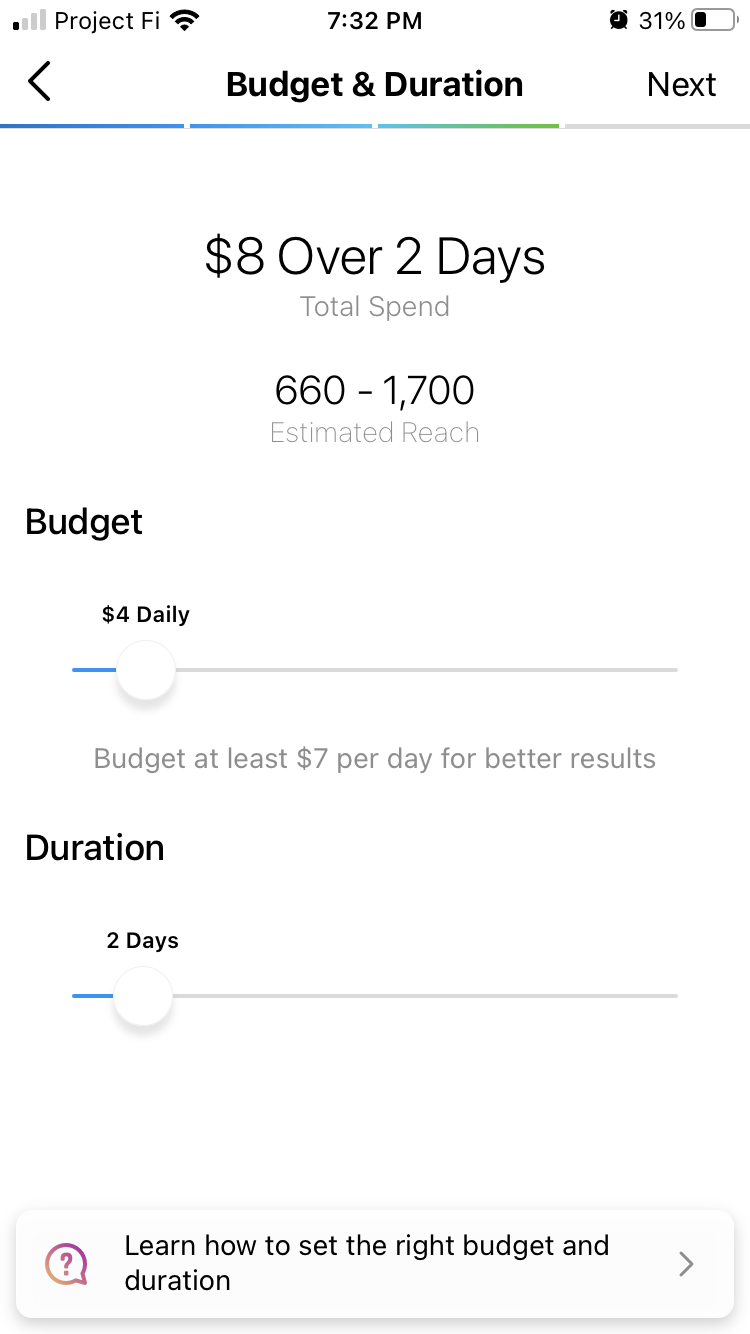 Project Fi 7:32 PM 31%
Budget & Duration Next
$8 Over 2 Days
Total Spend
660 - 1,700
Estimated Reach
Budget
$4 Daily
Budget at least $7 per day for better results
Duration
2 Days
Learn how to set the right budget and
duration